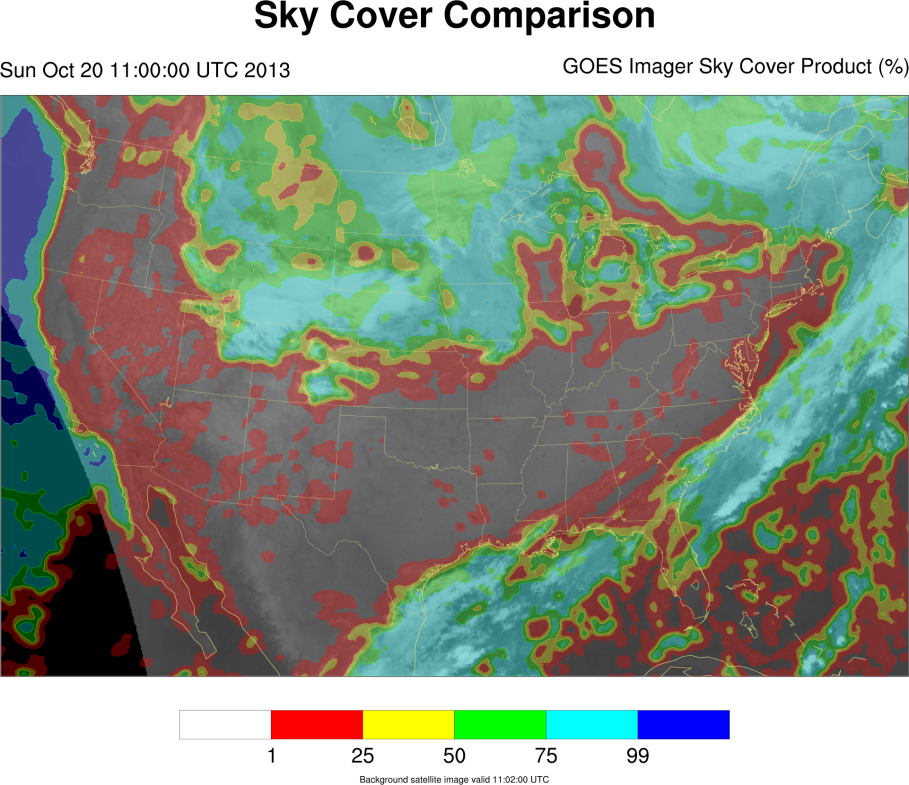 Sky Cover Comparison
Sun Oct 20 11:00:00 UTC 2013
GOES Imager Sky Cover Product (%)
1 25 50 75 99
Background satellite image valid 11:02:00 UTC